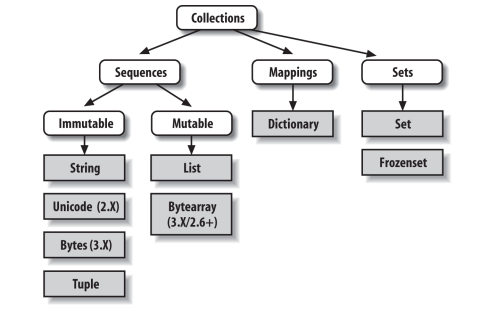 Collections
Sequences
Mappings
Sets
Immutable
Mutable
Dictionary
Set
String
List
Frozenset
Unicode (2.X)
Bytearray
(3.X/2.6+)
Bytes (3.X)
Tuple